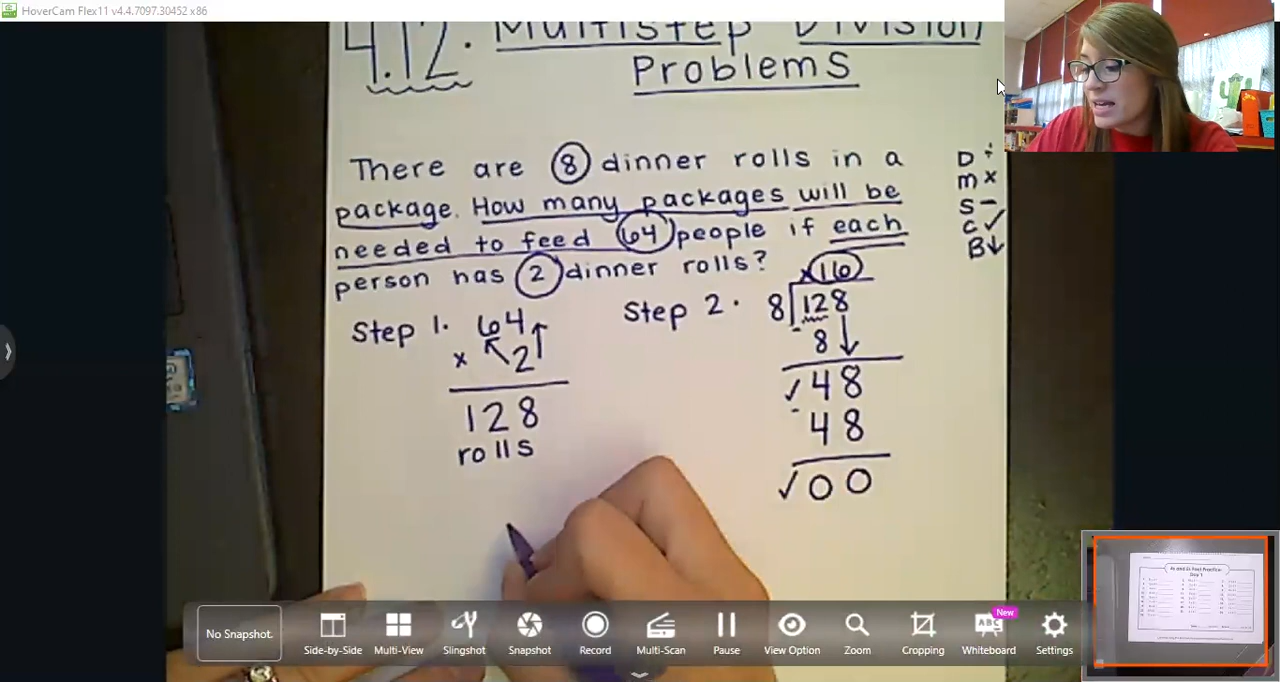 HoverCam Flex11 v4.4.7097.30452 x86
4.12. Multistep Division
Problems
There are 8 dinner rolls in a
package. How many packages will be
needed to feed 64 people if each
person has 2 dinner rolls?
D ÷
m x
S -
C ✓
B ↓
Step 1. 64
x 2
128
rolls
Step 2. 8 128
x16
- 8
✓ 48
- 48
✓ 00
No Snapshot.
Side-by-Side
Multi-View
Slingshot
Snapshot
Record
Multi-Scan
Pause
View Option
Zoom
Cropping
New
ABC
Whiteboard
Settings